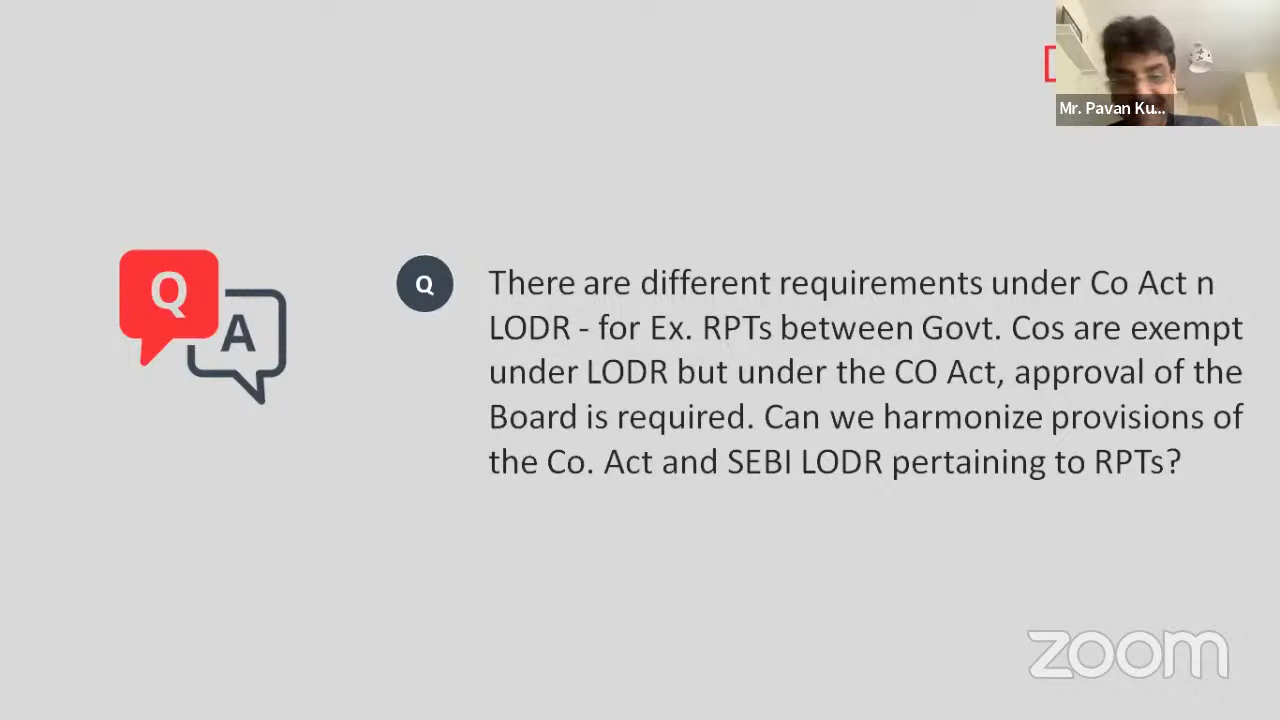 Mr. Pavan Ku...
Q
A
Q
There are different requirements under Co Act n
LODR - for Ex. RPTs between Govt. Cos are exempt
under LODR but under the CO Act, approval of the
Board is required. Can we harmonize provisions of
the Co. Act and SEBI LODR pertaining to RPTs?
zoom